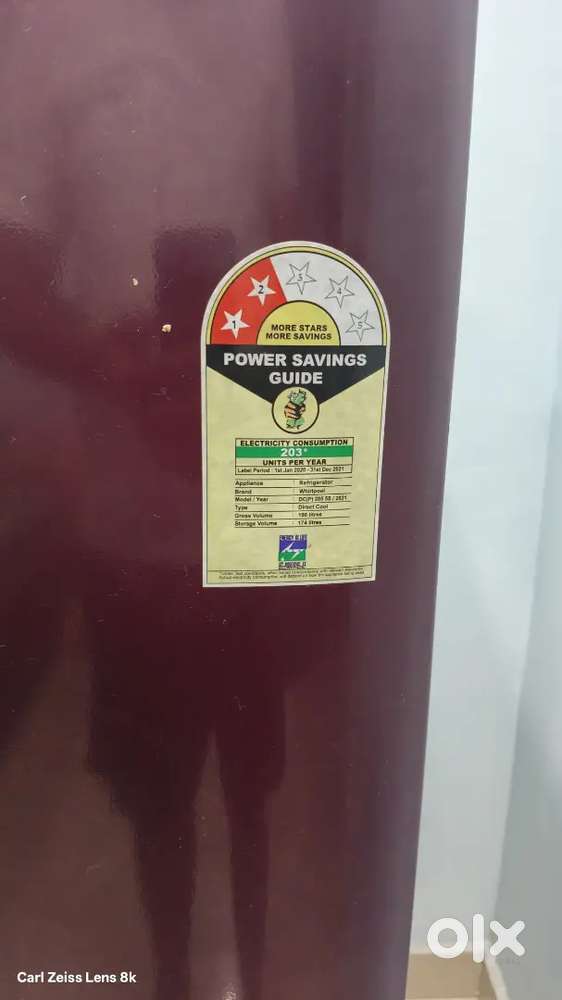 1 2 3 4 5
MORE STARS
MORE SAVINGS
POWER SAVINGS
GUIDE
ELECTRICITY CONSUMPTION
203*
UNITS PER YEAR
Label Period : 1st Jan 2020 - 31st Dec 2021
Appliance : Refrigerator
Brand : Whirlpool
Model / Year : 2021
Type : Direct Cool
Gross Volume : litres
Storage Volume : 174 litres
olx
Carl Zeiss Lens 8k